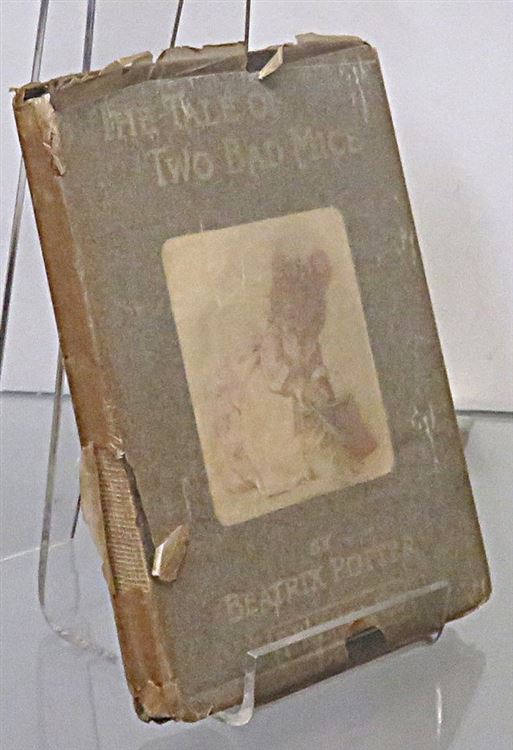 THE TALE OF
TWO BAD MICE
BY
BEATRIX POTTER